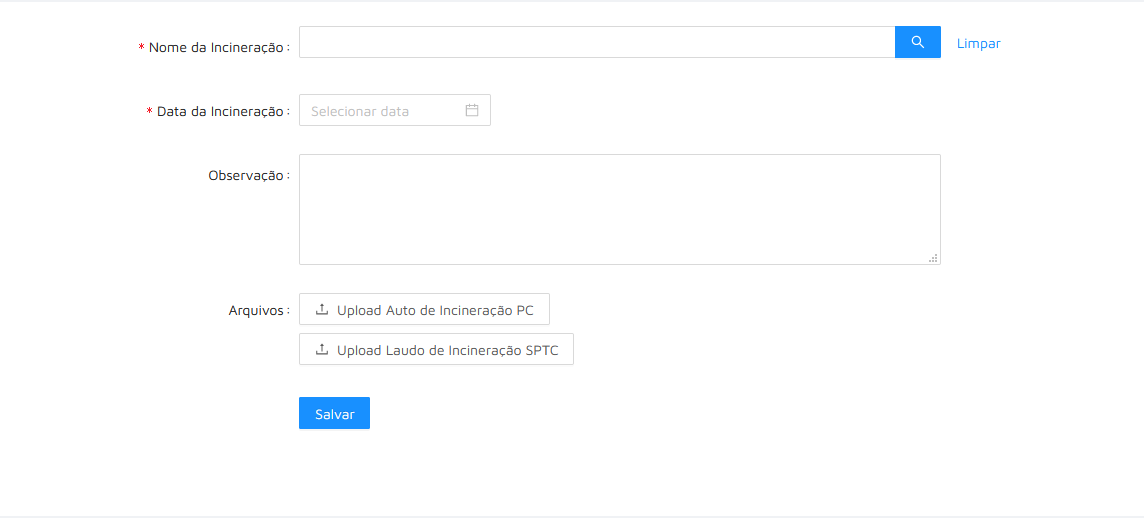 * Nome da Incineração :
Limpar
* Data da Incineração :
Selecionar data
Observação :
Arquivos :
Upload Auto de Incineração PC
Upload Laudo de Incineração SPTC
Salvar